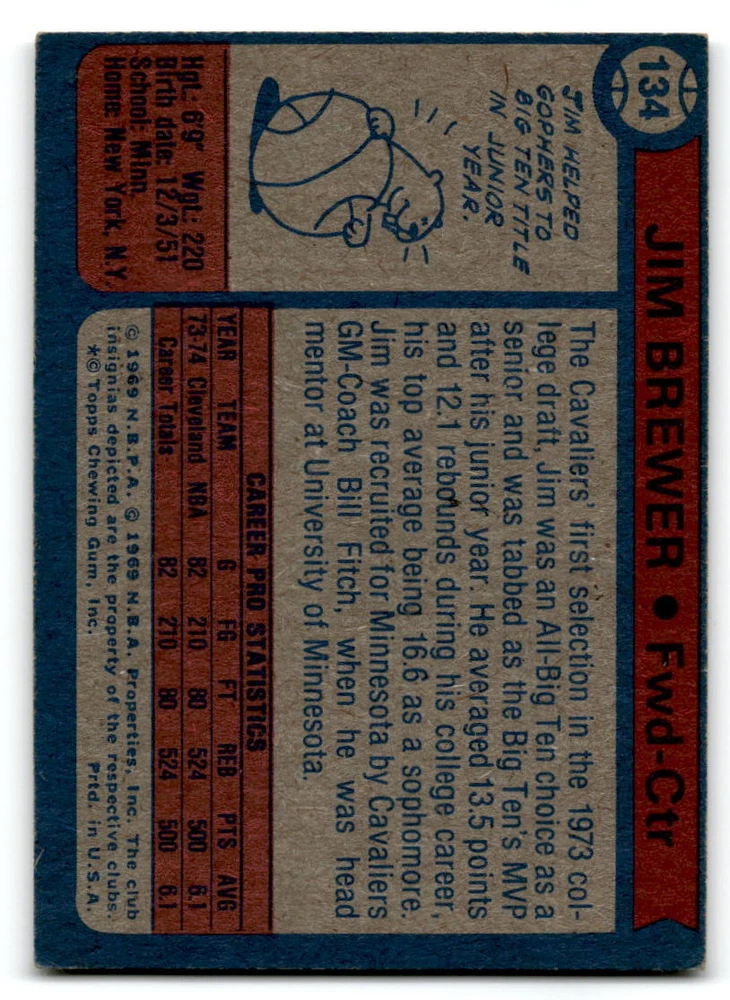 134
JIM BREWER • Fwd-Ctr
JIM HELPED
GOPHERS TO
BIG TEN TITLE
IN JUNIOR
YEAR.
Hgt.: 6'9" Wgt.: 220
Birth date: 12/3/51
School: Minn.
Home: New York, N.Y.
The Cavaliers' first selection in the 1973 col-
lege draft, Jim was an All-Big Ten choice as a
senior and was tabbed as the Big Ten's MVP
after his junior year. He averaged 13.5 points
and 12.1 rebounds during his college career,
his top average being 16.6 as a sophomore.
Jim was recruited for Minnesota by Cavaliers
GM-Coach Bill Fitch, when he was head
mentor at University of Minnesota.
CAREER PRO STATISTICS
YEAR TEAM G FG FT REB PTS AVG
73-74 Cleveland NBA 82 210 80 524 500 6.1
Career Totals 82 210 80 524 500 6.1
© 1969 N.B.P.A. © 1969 N.B.A. Properties, Inc. The club
insignias depicted are the property of the respective clubs.
*© Topps Chewing Gum, Inc. Prtd. in U.S.A.